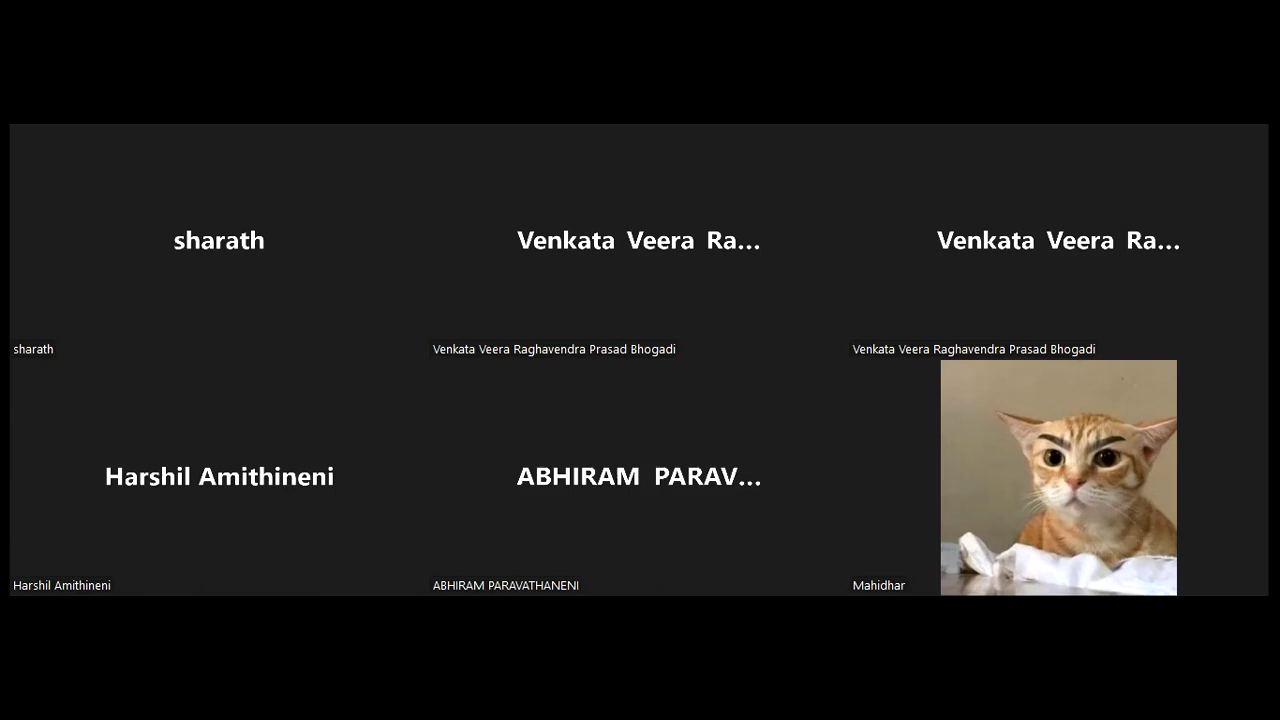 sharath
Venkata Veera Ra...
Venkata Veera Ra...
sharath
Venkata Veera Raghavendra Prasad Bhogadi
Venkata Veera Raghavendra Prasad Bhogadi
Harshil Amithineni
ABHIRAM PARAV...
Harshil Amithineni
ABHIRAM PARAVATHANENI
Mahidhar